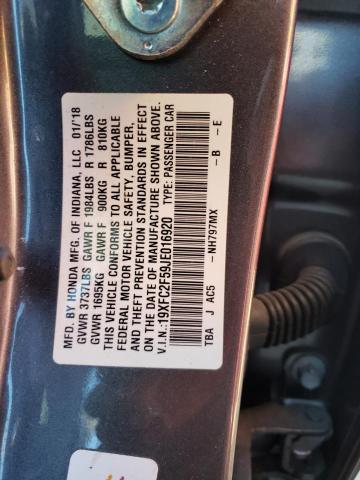 MFD. BY HONDA MFG. OF INDIANA, LLC 01/'18
GVWR 3737LBS GAWR F 1984LBS R 1786LBS
GVWR 1695KG GAWR F 900KG R 810KG
THIS VEHICLE CONFORMS TO ALL APPLICABLE
FEDERAL MOTOR VEHICLE SAFETY, BUMPER,
AND THEFT PREVENTION STANDARDS IN EFFECT
ON THE DATE OF MANUFACTURE SHOWN ABOVE.
V.I.N.:19XFC2F59JE016920 TYPE: PASSENGER CAR
TBA J AC5 -NH797MX -B -E